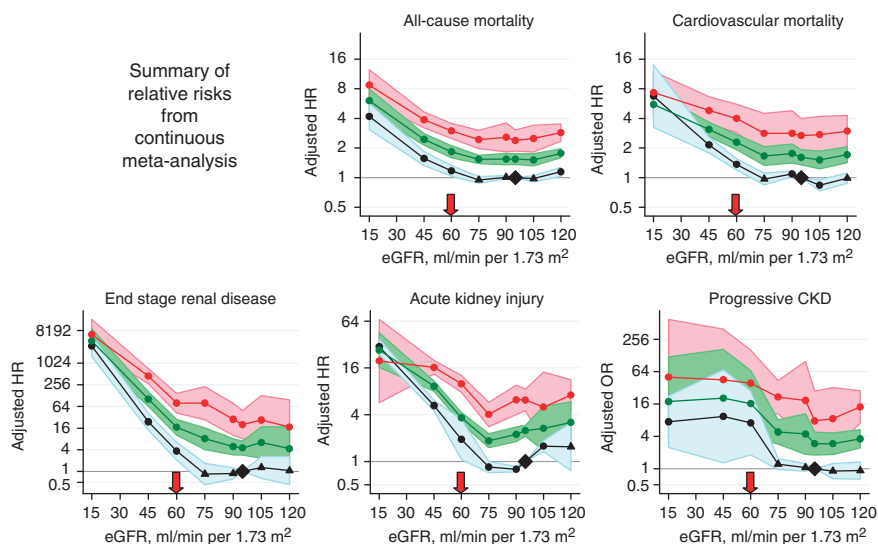 Summary of
relative risks
from
continuous
meta-analysis
All-cause mortality
Adjusted HR
16
8
4
2
1
0.5
15 30 45 60 75 90 105 120
eGFR, ml/min per 1.73 m²
Cardiovascular mortality
Adjusted HR
16
8
4
2
1
0.5
15 30 45 60 75 90 105 120
eGFR, ml/min per 1.73 m²
End stage renal disease
Adjusted HR
8192
1024
256
64
16
4
1
0.5
15 30 45 60 75 90 105 120
eGFR, ml/min per 1.73 m²
Acute kidney injury
Adjusted HR
64
16
4
1
0.5
15 30 45 60 75 90 105 120
eGFR, ml/min per 1.73 m²
Progressive CKD
Adjusted OR
256
64
16
4
1
0.5
15 30 45 60 75 90 105 120
eGFR, ml/min per 1.73 m²